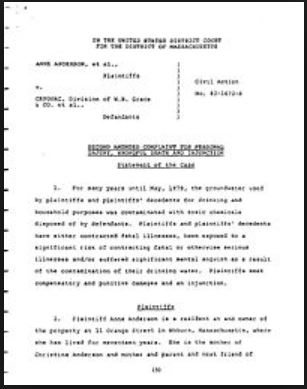 IN THE UNITED STATES DISTRICT COURT
FOR THE DISTRICT OF MASSACHUSETTS
ANNE ANDERSON, et al.,
Plaintiffs
v.
CRYOVAC, Division of W.R. Grace
& CO. et al.,
Defendants
)
)
)
)
)
)
)
)
Civil Action
No. 82-1672-S
SECOND AMENDED COMPLAINT FOR PERSONAL
INJURY, WRONGFUL DEATH AND INJUNCTION
Statement of the Case
1. For many years until May, 1979, the groundwater used
by plaintiffs and plaintiffs' decedents for drinking and
household purposes was contaminated with toxic chemicals
disposed of by defendants. Plaintiffs and plaintiffs' decedents
have either contracted fatal illnesses, been exposed to a
significant risk of contracting fatal or otherwise serious
illnesses and/or suffered significant mental anguish as a result
of the contamination of their drinking water. Plaintiffs seek
compensatory and punitive damages and an injunction.
Plaintiffs
2. Plaintiff Anne Anderson is a resident and owner of
the property at 11 Orange Street in Woburn, Massachusetts, where
she has lived for seventeen years. She is the mother of
Christine Anderson and mother and parent and next friend of